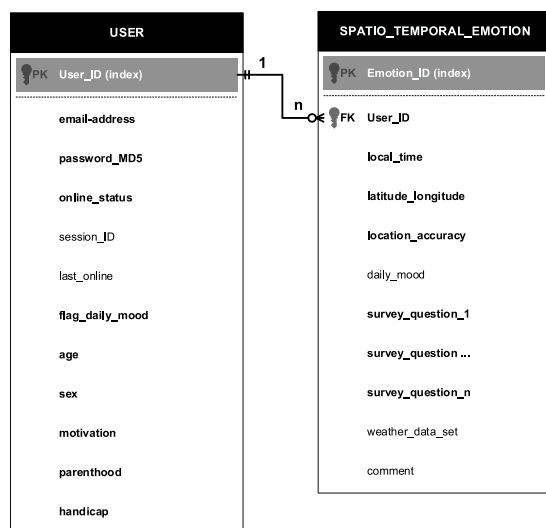 USER
PK User_ID (index)
email-address
password_MD5
online_status
session_ID
last_online
flag_daily_mood
age
sex
motivation
parenthood
handicap
1
n
SPATIO_TEMPORAL_EMOTION
PK Emotion_ID (index)
FK User_ID
local_time
latitude_longitude
location_accuracy
daily_mood
survey_question_1
survey_question ...
survey_question_n
weather_data_set
comment